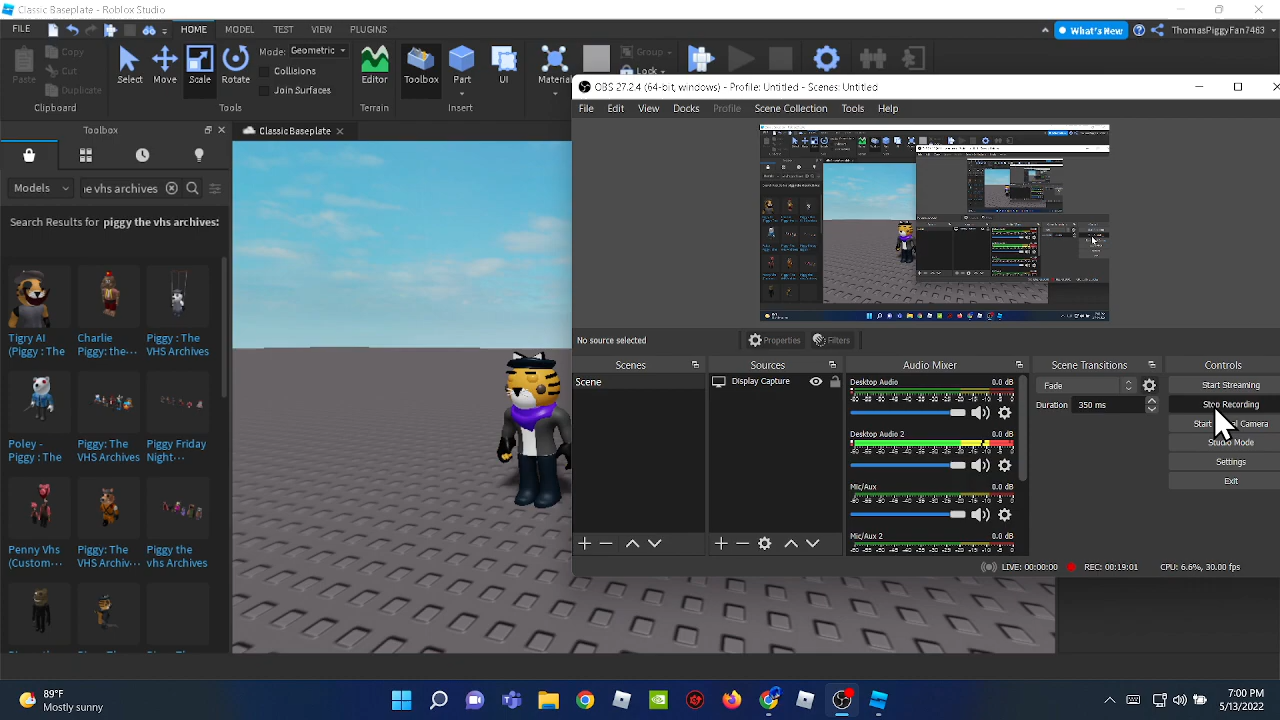 Classic Baseplate - Roblox Studio
FILE HOME MODEL TEST VIEW PLUGINS What's New ThomasPiggyFan7463
Paste Copy Cut Duplicate
Clipboard
Select Move Scale Rotate
Tools
Mode: Geometric
Collisions
Join Surfaces
Editor
Terrain
Toolbox Part UI
Insert
Material
Group
Lock
Toolbox
Classic Baseplate
Models
he vhs archives
Search Results for piggy the vhs archives:
Tigry AI
(Piggy : The
Charlie
Piggy: the...
Piggy : The
VHS Archives
Poley -
Piggy : The
Piggy: The
VHS Archives
Piggy Friday
Night...
Penny Vhs
(Custom...
Piggy: The
VHS Archiv...
Piggy the
vhs Archives
OBS 27.2.4 (64-bit, windows) - Profile: Untitled - Scenes: Untitled
File Edit View Docks Profile Scene Collection Tools Help
No source selected
Properties
Filters
Scenes
Scene
Sources
Display Capture
Audio Mixer
Desktop Audio 0.0 dB
Desktop Audio 2 0.0 dB
Mic/Aux 0.0 dB
Mic/Aux 2 0.0 dB
Scene Transitions
Fade
Duration 350 ms
Controls
Start Streaming
Stop Recording
Start Camera
Studio Mode
Settings
Exit
LIVE: 00:00:00 REC: 00:19:01 CPU: 6.6%, 30.00 fps
89°F
Mostly sunny
7:00 PM
5/13/2022